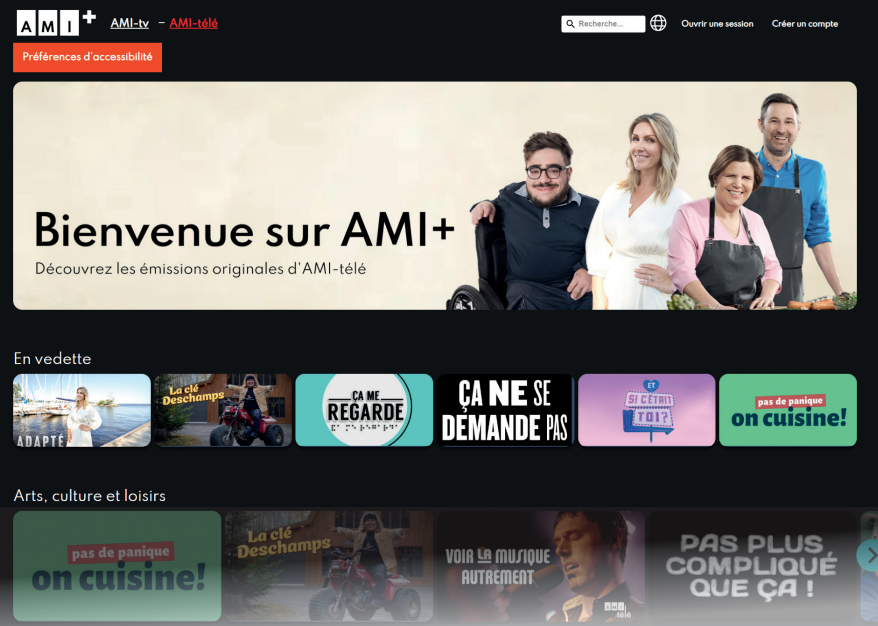 AMI+ AMI-tv – AMI-télé Recherche... Ouvrir une session Créer un compte
Préférences d'accessibilité
Bienvenue sur AMI+
Découvrez les émissions originales d'AMI-télé
En vedette
ADAPTÉ
La clé
Deschamps
ÇA ME
REGARDE
ÇA NE SE
DEMANDE PAS
ET
SI C'ÉTAIT
TOI?
pas de panique
on cuisine!
Arts, culture et loisirs
pas de panique
on cuisine!
La clé
Deschamps
VOIR LA MUSIQUE
AUTREMENT
AMI
télé
PAS PLUS
COMPLIQUÉ
QUE ÇA !